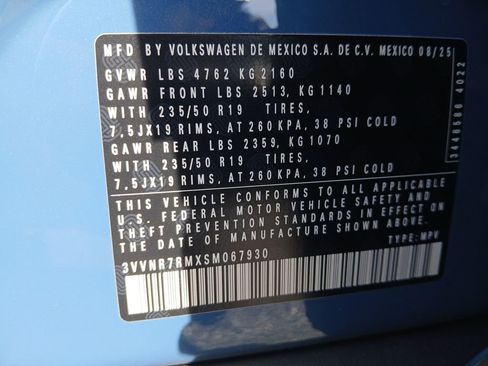 MFD BY VOLKSWAGEN DE MEXICO S.A. DE C.V. MEXICO 08/25
GVWR LBS 4762 KG 2160
GAWR FRONT LBS 2513, KG 1140
WITH 235/50 R19 TIRES,
7,5JX19 RIMS, AT 260 KPA, 38 PSI COLD
GAWR REAR LBS 2359, KG 1070
WITH 235/50 R19 TIRES,
7,5JX19 RIMS, AT 260 KPA, 38 PSI COLD
THIS VEHICLE CONFORMS TO ALL APPLICABLE
U.S. FEDERAL MOTOR VEHICLE SAFETY AND
THEFT PREVENTION STANDARDS IN EFFECT ON
THE DATE OF MANUFACTURE SHOWN ABOVE.
3VVNR7RMXSM067930
TYPE: MPV
3448586 4022